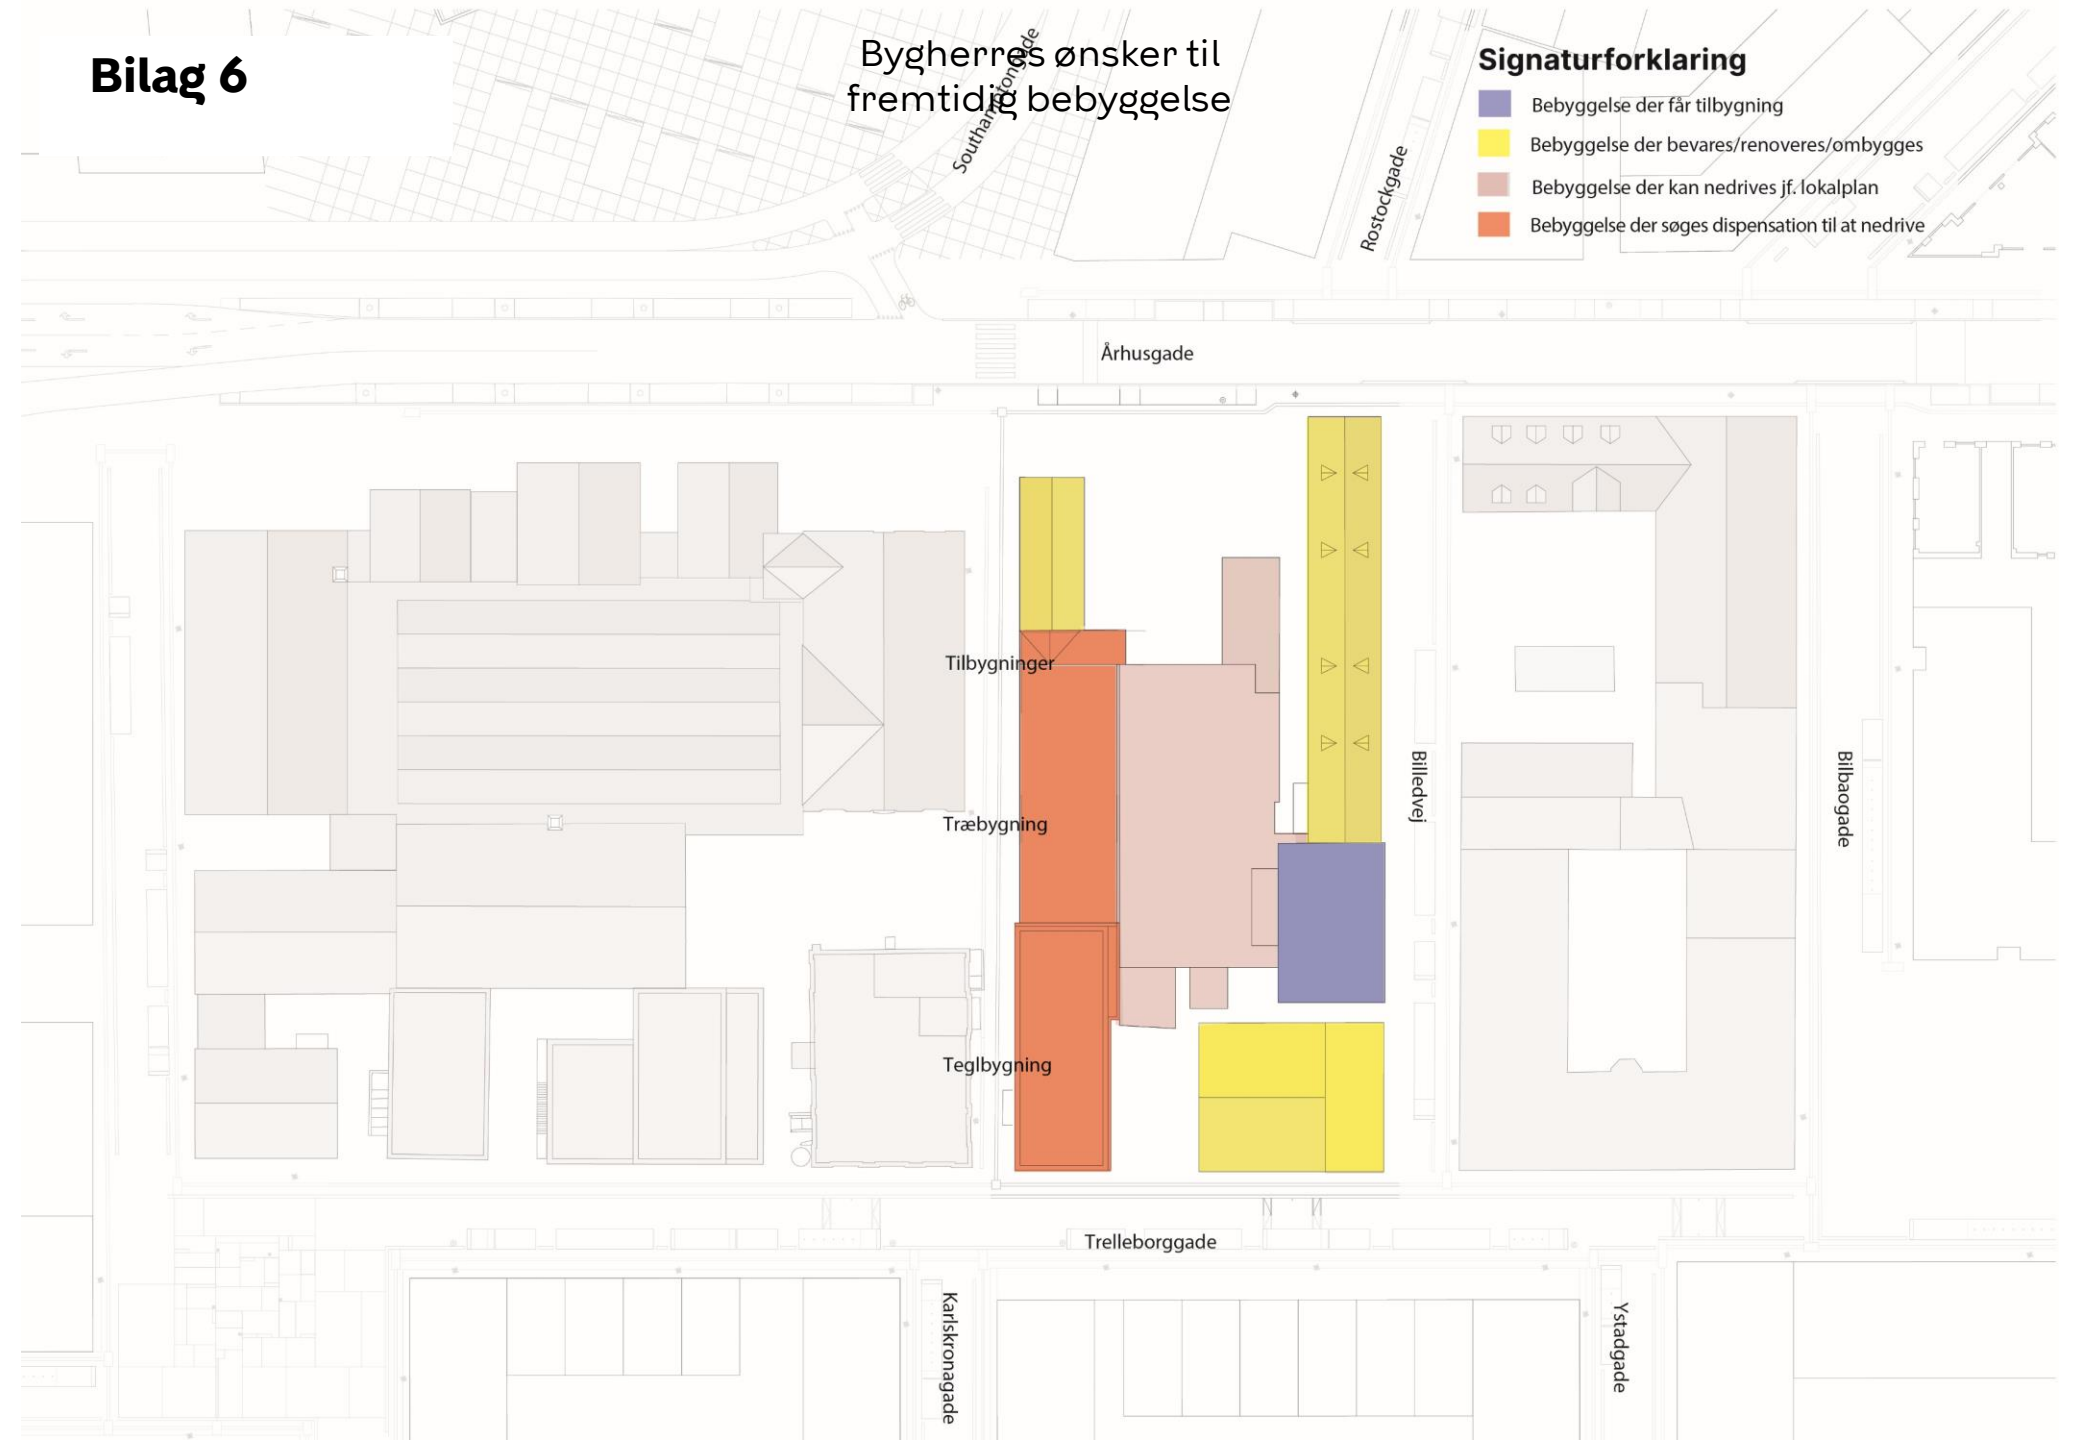 Bilag 6
Bygherres ønsker til
fremtidig bebyggelse
Signaturforklaring
Bebyggelse der får tilbygning
Bebyggelse der bevares/renoveres/ombygges
Bebyggelse der kan nedrives jf. lokalplan
Bebyggelse der søges dispensation til at nedrive
Southamptongade
Rostockgade
Århusgade
Tilbygninger
Træbygning
Billedvej
Bilbaogade
Teglbygning
Trelleborggade
Karlskronagade
Ystadgade